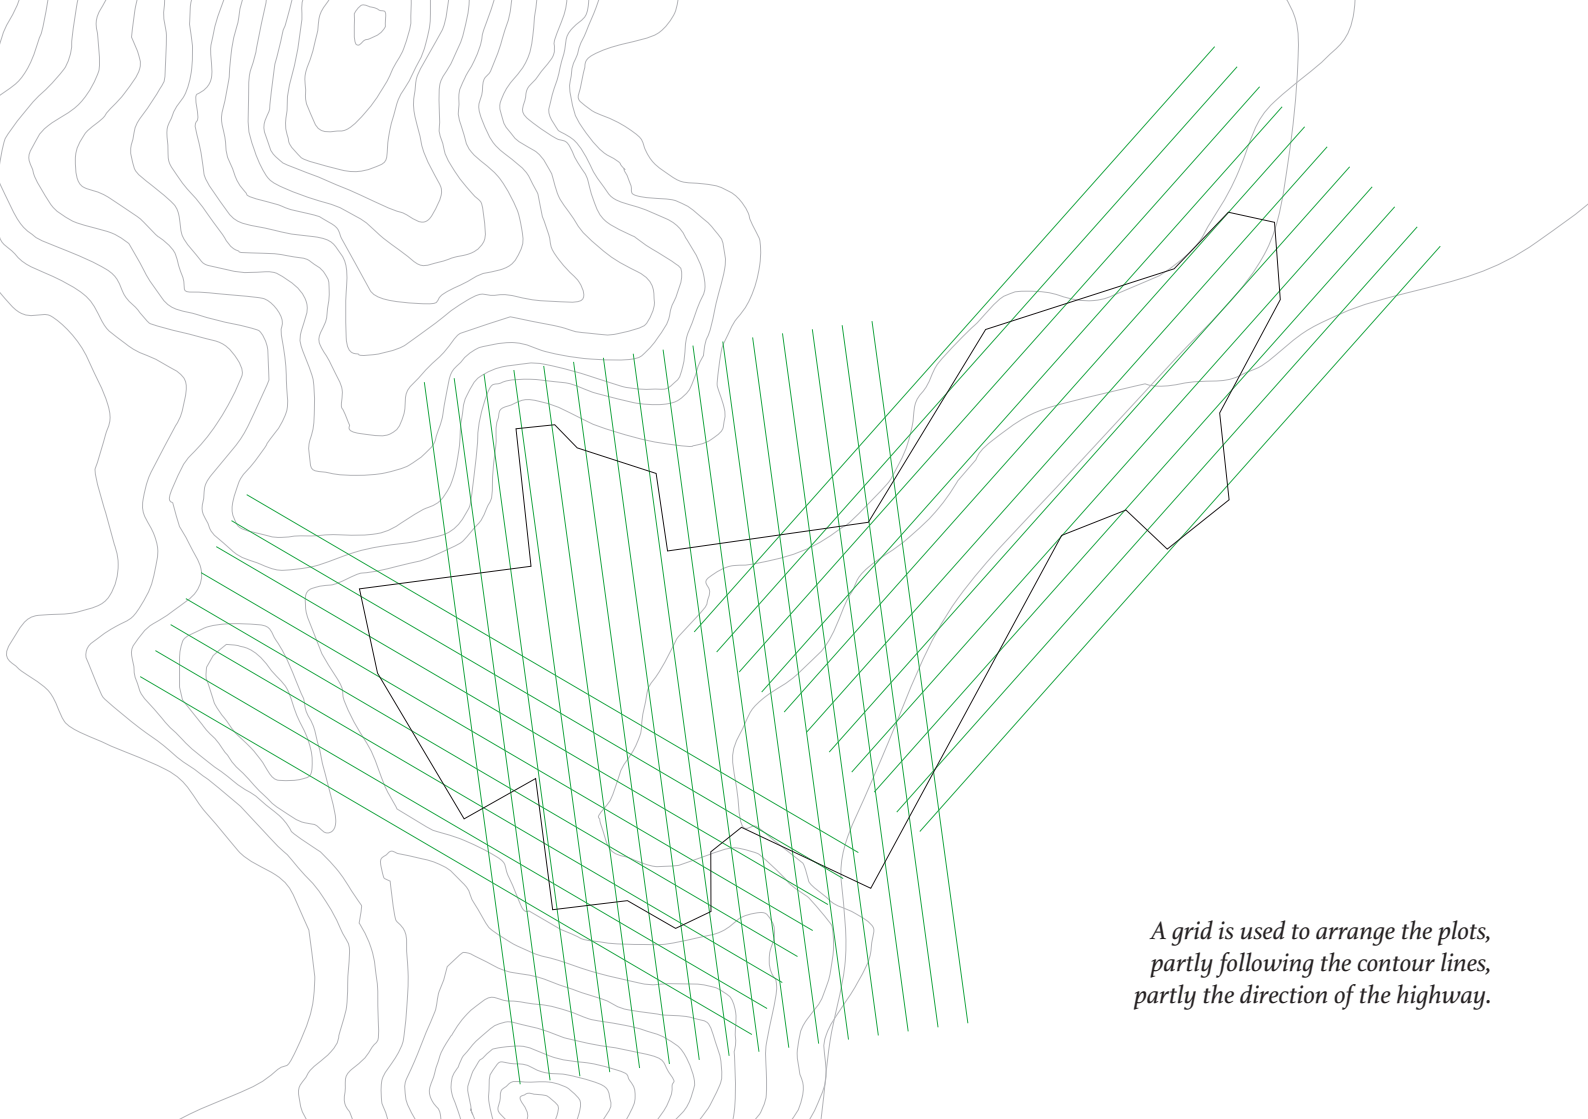 A grid is used to arrange the plots,
partly following the contour lines,
partly the direction of the highway.